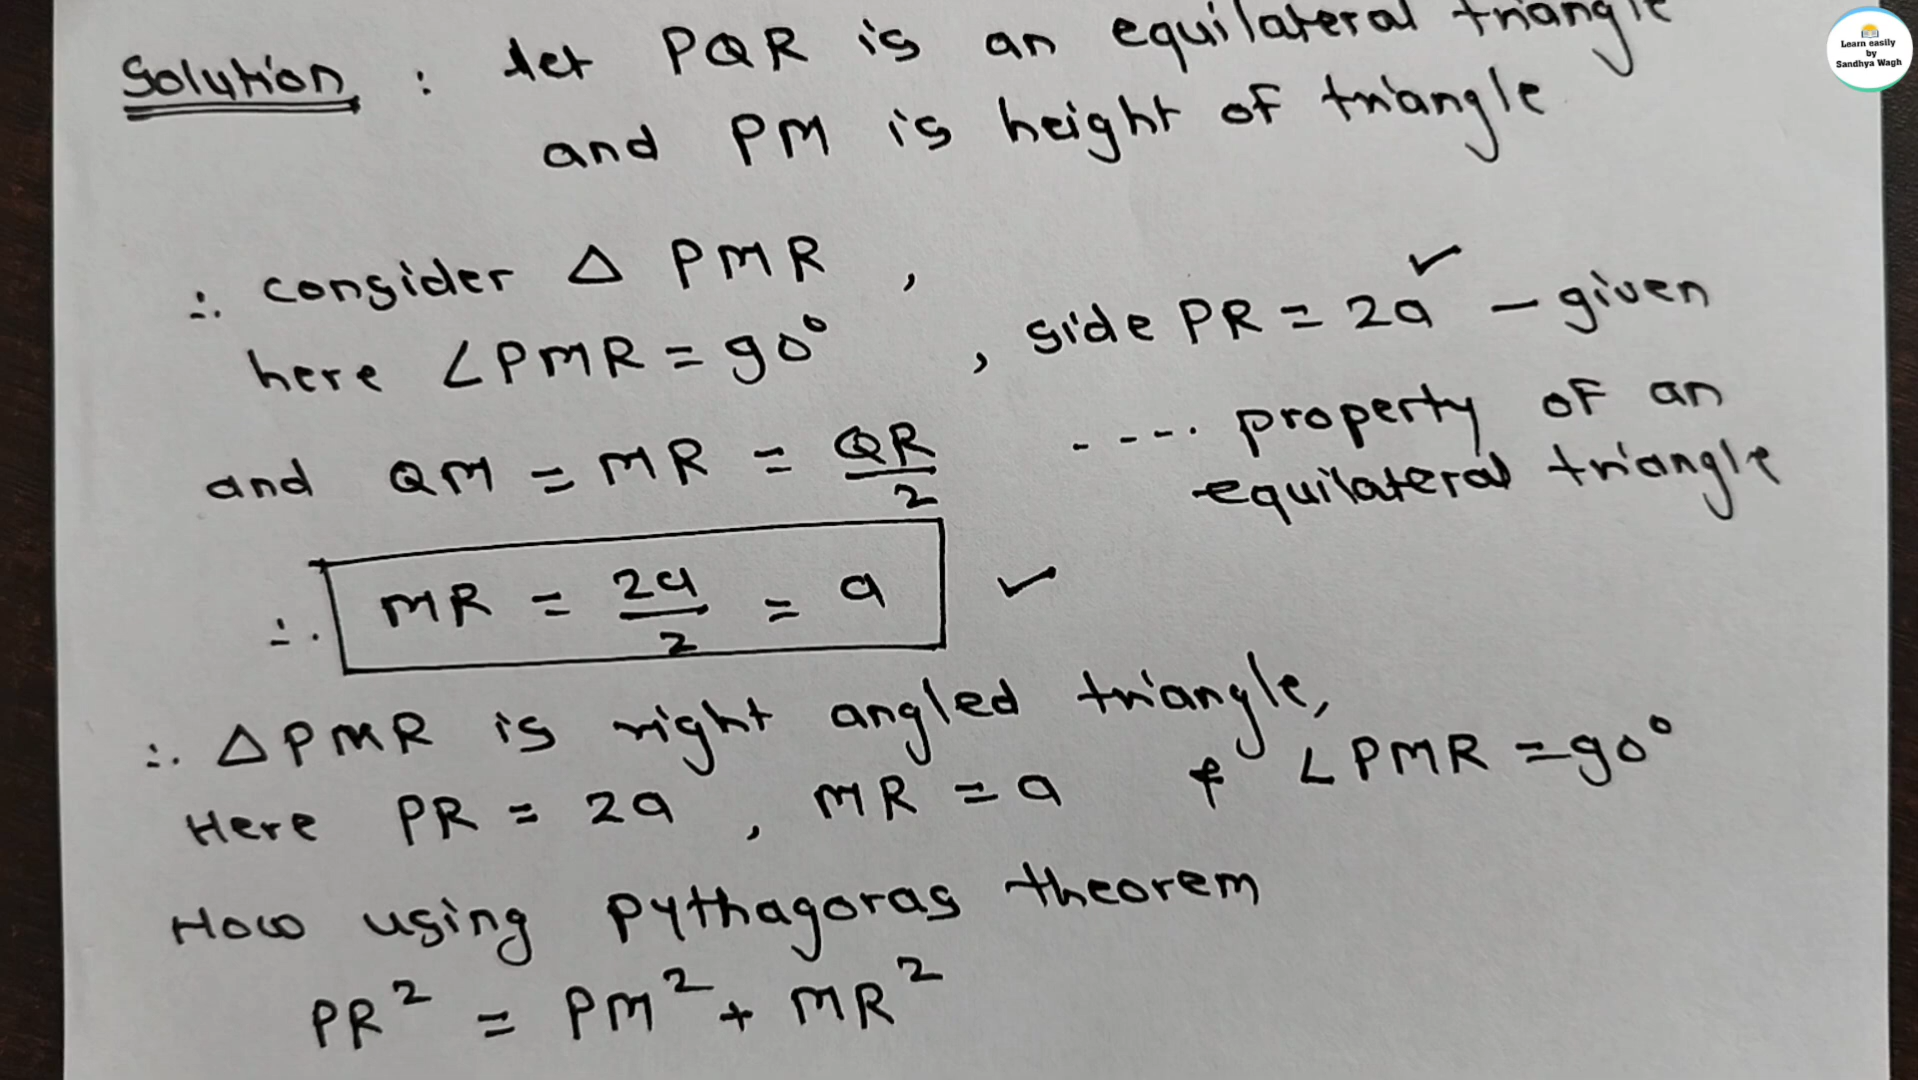 Solution : let PQR is an equilateral triangle
and PM is height of triangle
∴ consider △ PMR ,
here ∠PMR = 90° , side PR = 2a ✓ – given
and QM = MR = QR/2 ---- property of an
equilateral triangle
∴ MR = 2a/2 = a ✓
∴ △PMR is right angled triangle,
Here PR = 2a , MR = a & ∠PMR = 90°
How using pythagoras theorem
PR² = PM² + MR²
Learn easily
by
Sandhya Wagh